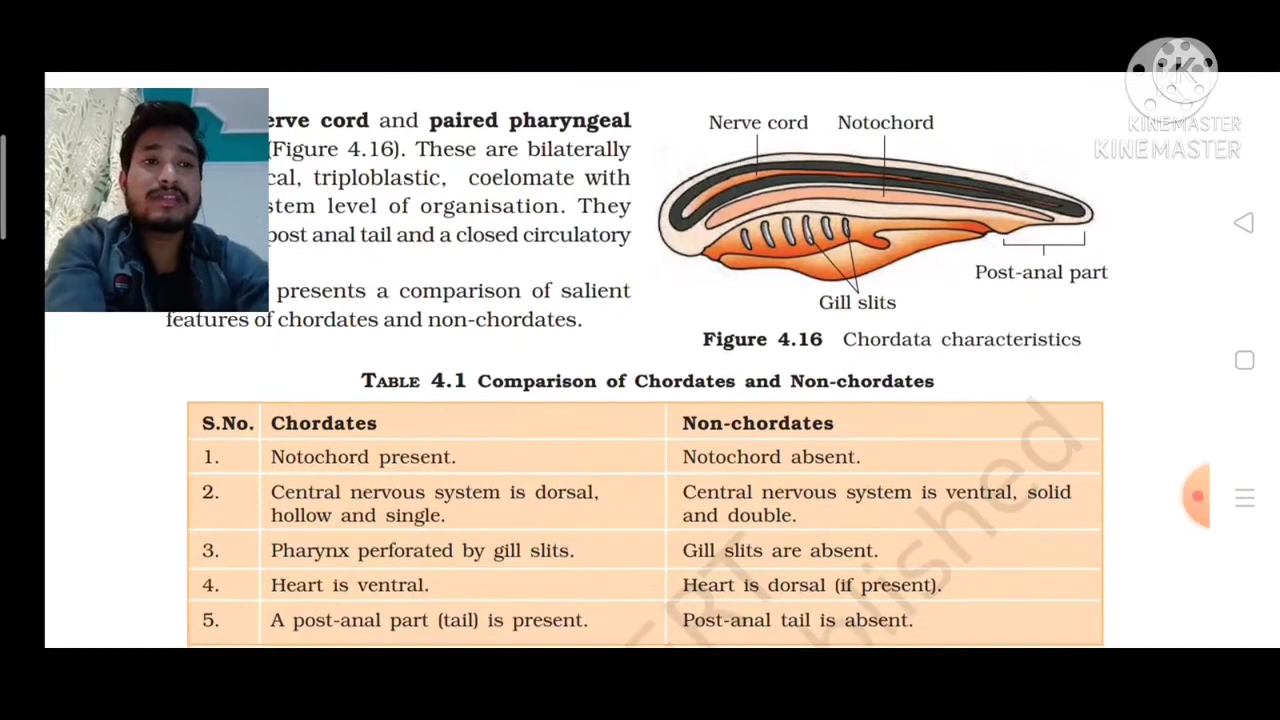 erve cord and paired pharyngeal
(Figure 4.16). These are bilaterally
cal, triploblastic, coelomate with
stem level of organisation. They
post anal tail and a closed circulatory
presents a comparison of salient
features of chordates and non-chordates.
Nerve cord Notochord
Post-anal part
Gill slits
Figure 4.16 Chordata characteristics
KINEMASTER
KINEMASTER
TABLE 4.1 Comparison of Chordates and Non-chordates
S.No. Chordates Non-chordates
1. Notochord present. Notochord absent.
2. Central nervous system is dorsal, Central nervous system is ventral, solid
hollow and single. and double.
3. Pharynx perforated by gill slits. Gill slits are absent.
4. Heart is ventral. Heart is dorsal (if present).
5. A post-anal part (tail) is present. Post-anal tail is absent.